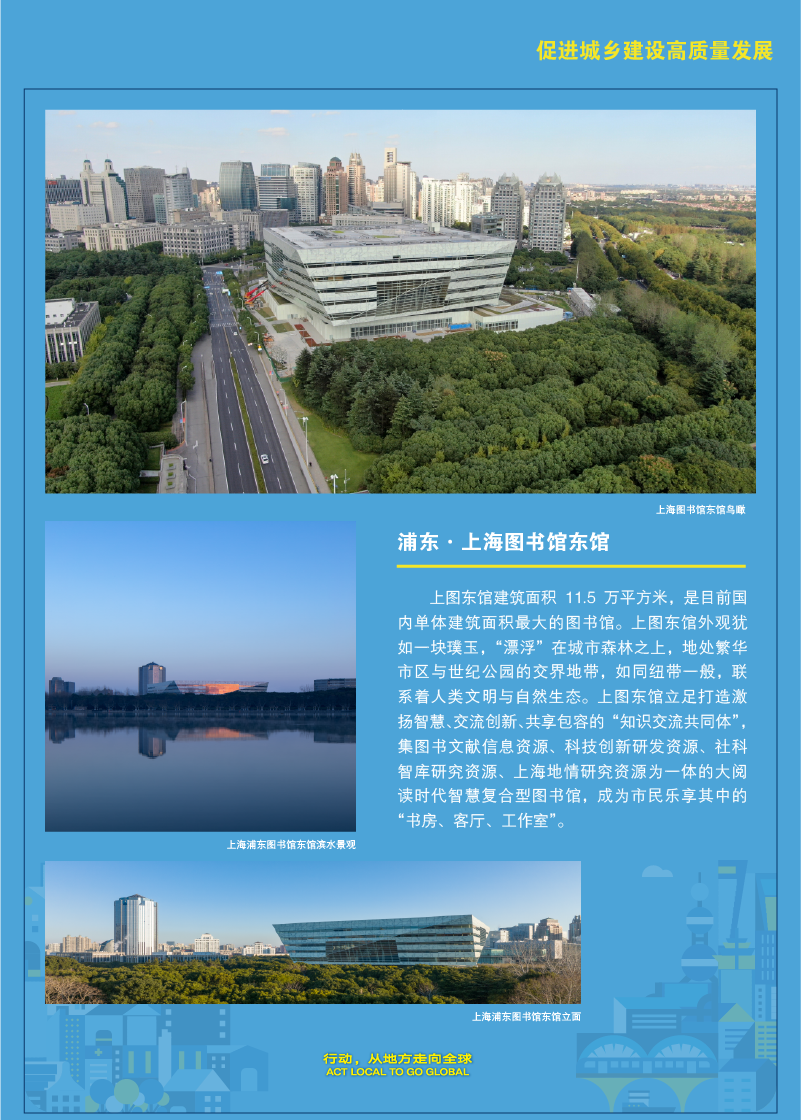 促进城乡建设高质量发展
上海图书馆东馆鸟瞰
浦东·上海图书馆东馆
上图东馆建筑面积 11.5 万平方米，是目前国
内单体建筑面积最大的图书馆。上图东馆外观犹
如一块璞玉，“漂浮”在城市森林之上，地处繁华
市区与世纪公园的交界地带，如同纽带一般，联
系着人类文明与自然生态。上图东馆立足打造激
扬智慧、交流创新、共享包容的“知识交流共同体”，
集图书文献信息资源、科技创新研发资源、社科
智库研究资源、上海地情研究资源为一体的大阅
读时代智慧复合型图书馆，成为市民乐享其中的
“书房、客厅、工作室”。
上海浦东图书馆东馆滨水景观
上海浦东图书馆东馆立面
行动，从地方走向全球
ACT LOCAL TO GO GLOBAL